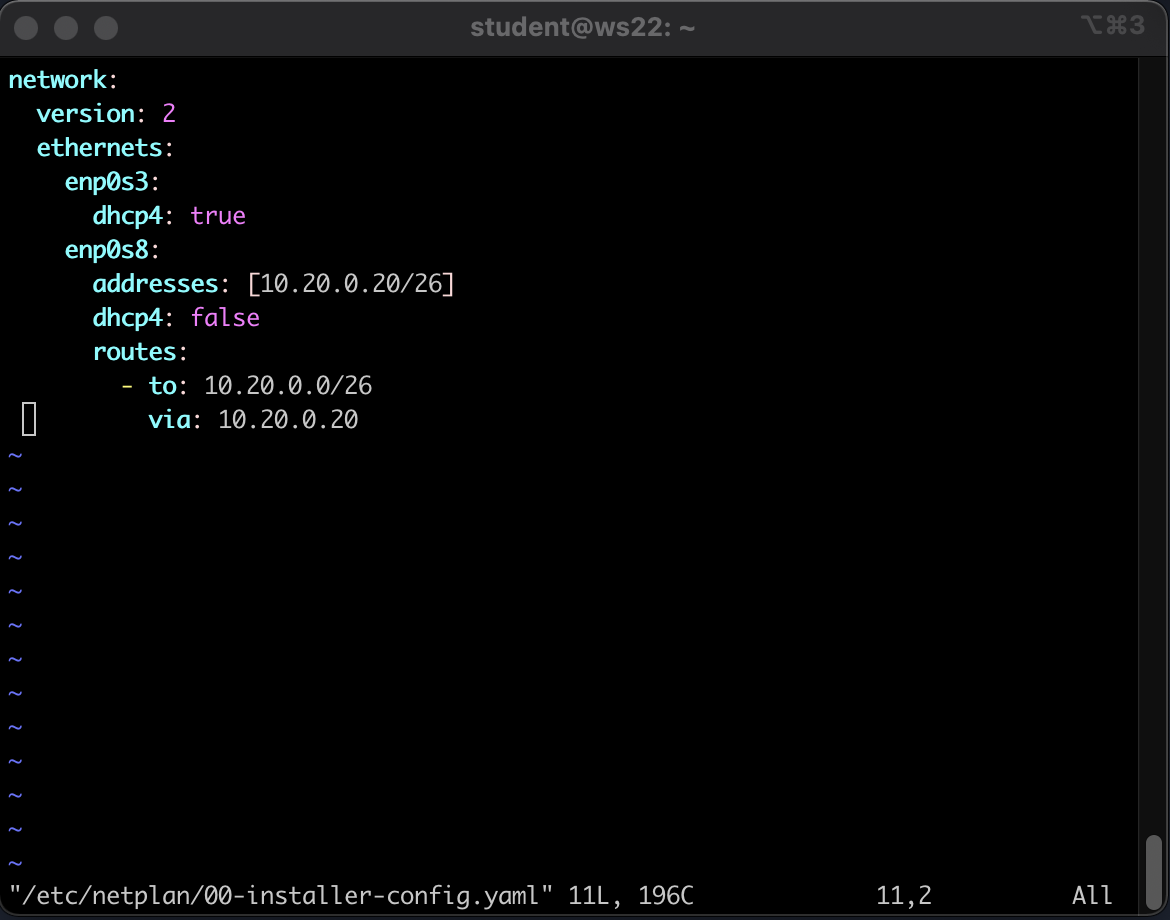 student@ws22: ~
⌥⌘3
network:
  version: 2
  ethernets:
    enp0s3:
      dhcp4: true
    enp0s8:
      addresses: [10.20.0.20/26]
      dhcp4: false
      routes:
        - to: 10.20.0.0/26
          via: 10.20.0.20
~
~
~
~
~
~
~
~
~
~
~
~
~
"/etc/netplan/00-installer-config.yaml" 11L, 196C 11,2 All